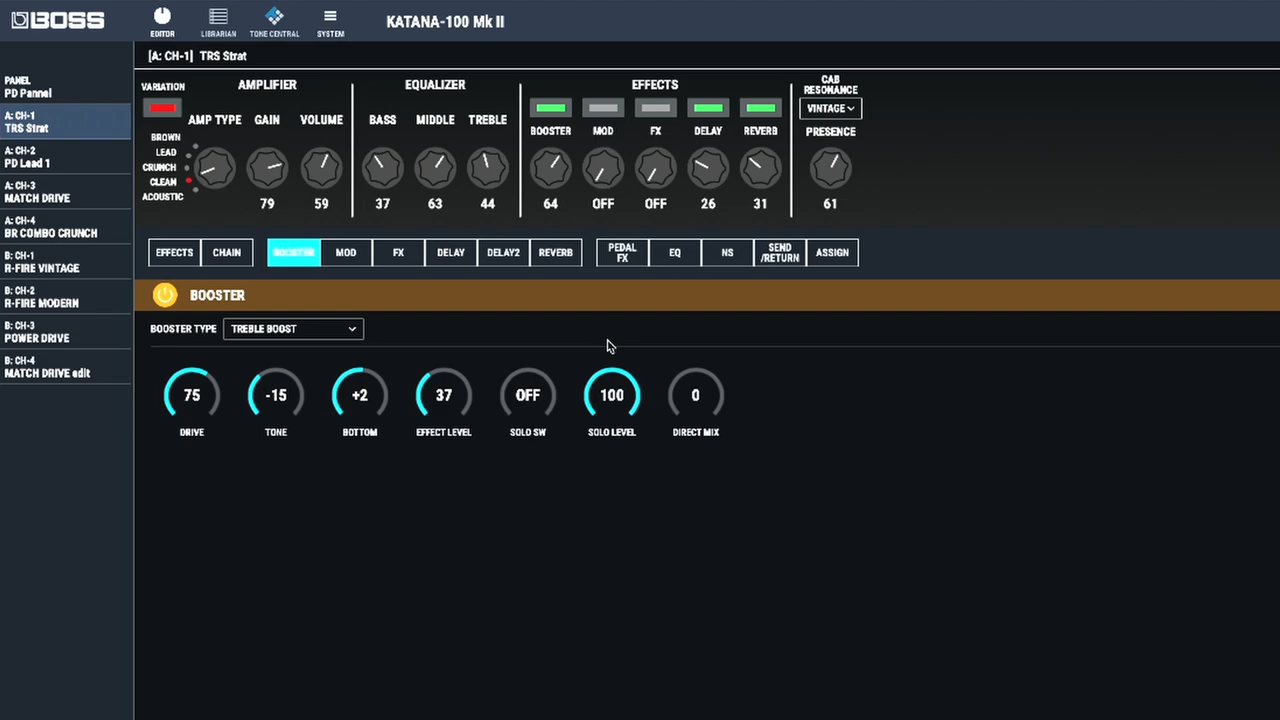 BOSS
EDITOR
LIBRARIAN
TONE CENTRAL
SYSTEM
KATANA-100 Mk II
PANEL
PD Pannel
A: CH-1
TRS Strat
A: CH-2
PD Lead 1
A: CH-3
MATCH DRIVE
A: CH-4
BR COMBO CRUNCH
B: CH-1
R-FIRE VINTAGE
B: CH-2
R-FIRE MODERN
B: CH-3
POWER DRIVE
B: CH-4
MATCH DRIVE edit
[A: CH-1] TRS Strat
VARIATION
AMPLIFIER
AMP TYPE GAIN VOLUME
BROWN
LEAD
CRUNCH
CLEAN
ACOUSTIC
79 59
EQUALIZER
BASS MIDDLE TREBLE
37 63 44
EFFECTS
BOOSTER MOD FX DELAY REVERB
64 OFF OFF 26 31
CAB
RESONANCE
VINTAGE
PRESENCE
61
EFFECTS CHAIN BOOSTER MOD FX DELAY DELAY2 REVERB
PEDAL
FX
EQ NS
SEND
/RETURN
ASSIGN
BOOSTER
BOOSTER TYPE TREBLE BOOST
75 -15 +2 37 OFF 100 0
DRIVE TONE BOTTOM EFFECT LEVEL SOLO SW SOLO LEVEL DIRECT MIX